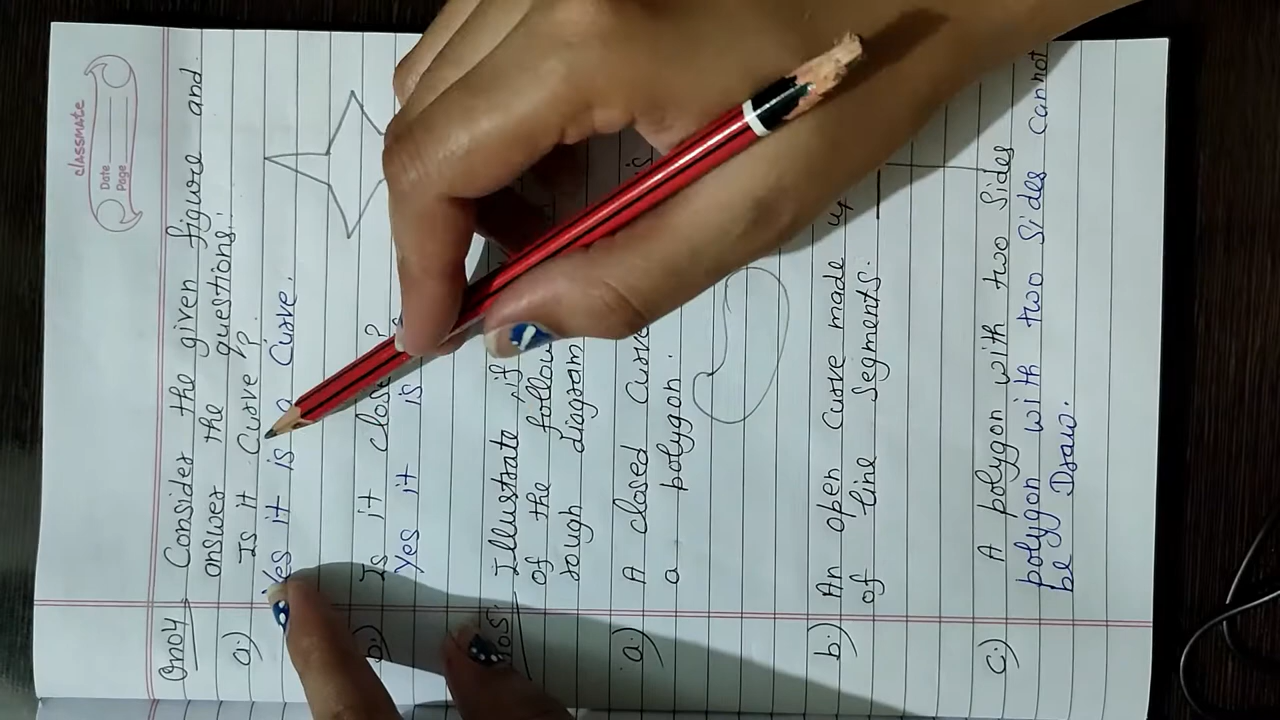 classmate
Date
Page
Qno4 Consider the given figure and
answer the questions:
a.) Is it curve?
Yes it is a Curve.
b.) Is it close ?
Yes it is
Illustrate if
of the follow
rough diagram
a.) A closed Curve is
a polygon.
b.) An open Curve made up
of line segments.
c.) A polygon with two sides
polygon with two sides cannot
be Draw.